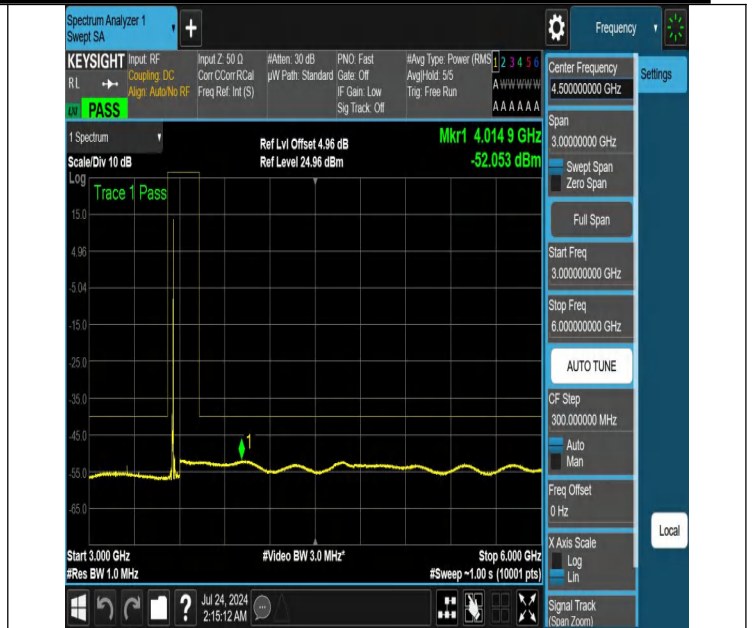 Spectrum Analyzer 1
Swept SA
+
Frequency
KEYSIGHT
RL
PASS
Input: RF
Coupling: DC
Align: Auto/No RF
Input Z: 50 Ω
Corr CCorr RCal
Freq Ref: Int (S)
#Atten: 30 dB
µW Path: Standard
PNO: Fast
Gate: Off
IF Gain: Low
Sig Track: Off
#Avg Type: Power (RMS
Avg|Hold: 5/5
Trig: Free Run
1 2 3 4 5 6
A W W W W W
A A A A A A
1 Spectrum
Scale/Div 10 dB
Ref Lvl Offset 4.96 dB
Ref Level 24.96 dBm
Mkr1 4.014 9 GHz
-52.053 dBm
Log
Trace 1 Pass
15.0
4.96
-5.04
-15.0
-25.0
-35.0
-45.0
-55.0
-65.0
1
Start 3.000 GHz
#Res BW 1.0 MHz
#Video BW 3.0 MHz*
Stop 6.000 GHz
#Sweep ~1.00 s (10001 pts)
Jul 24, 2024
2:15:12 AM
?
Center Frequency
4.500000000 GHz
Span
3.00000000 GHz
Swept Span
Zero Span
Full Span
Start Freq
3.000000000 GHz
Stop Freq
6.000000000 GHz
AUTO TUNE
CF Step
300.000000 MHz
Auto
Man
Freq Offset
0 Hz
X Axis Scale
Log
Lin
Signal Track
(Span Zoom)
Settings
Local